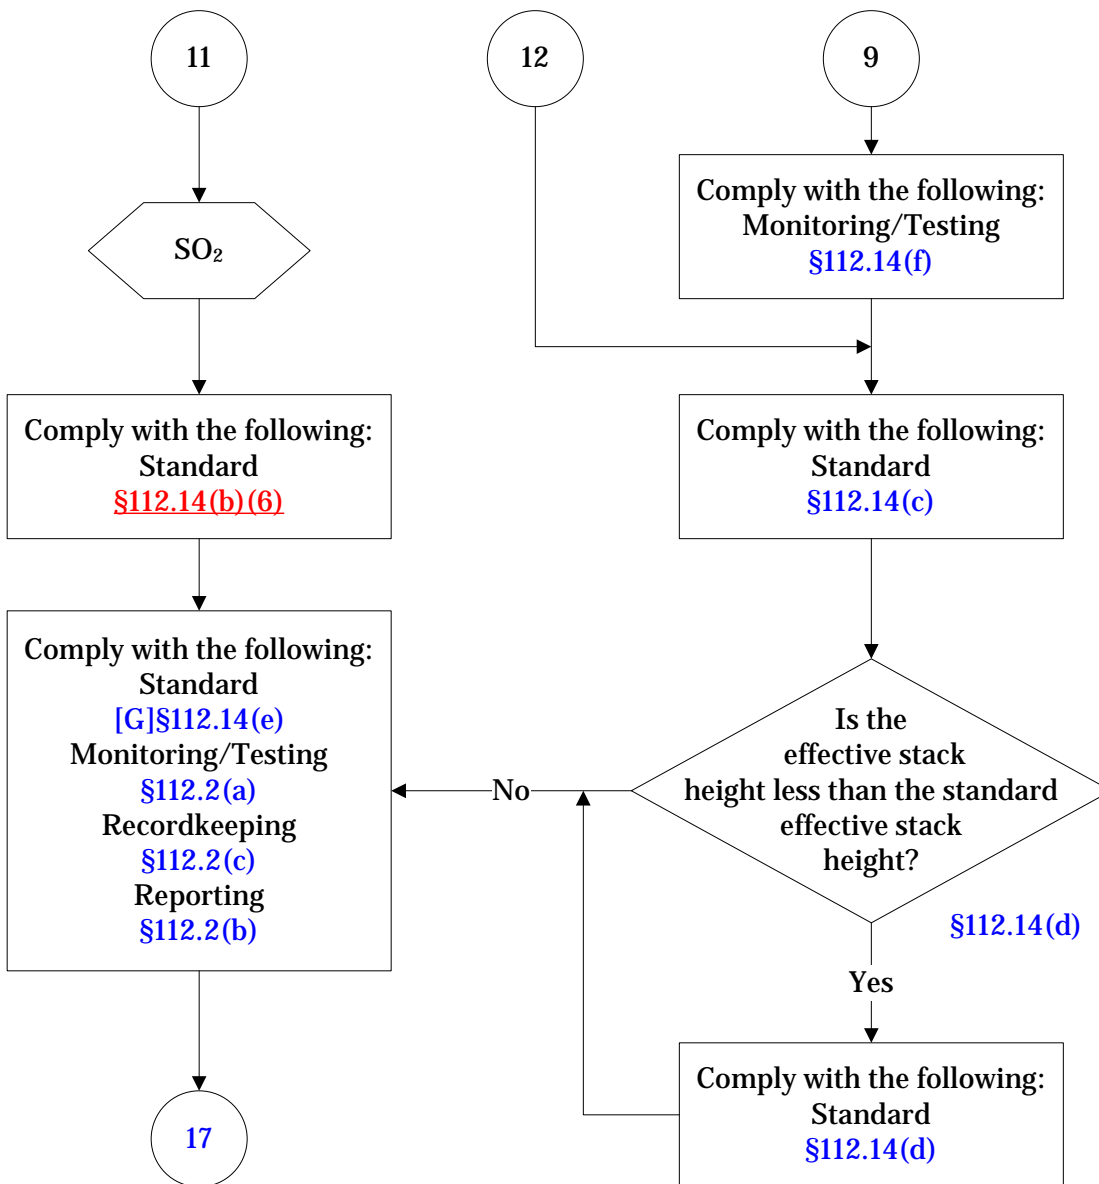 11
12
9
SO₂
Comply with the following:
Monitoring/Testing
§112.14(f)
Comply with the following:
Standard
§112.14(b)(6)
Comply with the following:
Standard
§112.14(c)
Comply with the following:
Standard
[G]§112.14(e)
Monitoring/Testing
§112.2(a)
Recordkeeping
§112.2(c)
Reporting
§112.2(b)
No
Is the
effective stack
height less than the standard
effective stack
height?
§112.14(d)
Yes
Comply with the following:
Standard
§112.14(d)
17